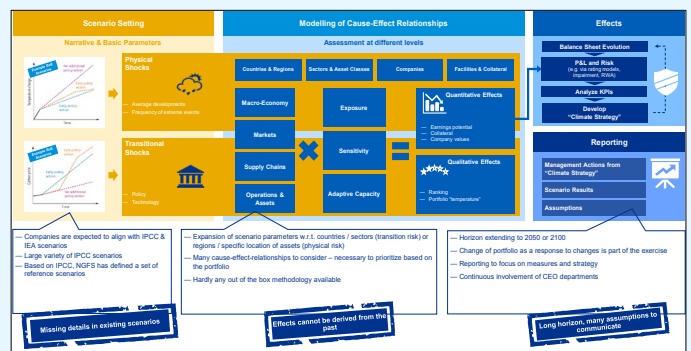 Scenario Setting
Narrative & Basic Parameters
Physical
Shocks
— Average developments
— Frequency of extreme events
Transitional
Shocks
— Policy
— Technology
Modelling of Cause-Effect Relationships
Assessment at different levels
Countries & Regions
Sectors & Asset Classes
Companies
Facilities & Collateral
Macro-Economy
Markets
Supply Chains
Operations &
Assets
Exposure
Sensitivity
Adaptive Capacity
Quantitative Effects
— Earnings potential
— Collateral
— Company values
Qualitative Effects
— Ranking
— Portfolio “temperature”
Effects
Balance Sheet Evolution
P&L and Risk
(e.g. via rating models,
impairment, RWA)
Analyze KPIs
Develop
“Climate Strategy”
Reporting
Management Actions from
“Climate Strategy”
Scenario Results
Assumptions
— Companies are expected to align with IPCC &
IEA scenarios
— Large variety of IPCC scenarios
— Based on IPCC, NGFS has defined a set of
reference scenarios
Missing details in existing scenarios
— Expansion of scenario parameters w.r.t. countries / sectors (transition risk) or
regions / specific location of assets (physical risk)
— Many cause-effect-relationships to consider – necessary to prioritize based on
the portfolio
— Hardly any out of the box methodology available
Effects cannot be derived from the
past
— Horizon extending to 2050 or 2100
— Change of portfolio as a response to changes is part of the exercise
— Reporting to focus on measures and strategy
— Continuous involvement of CEO departments
Long horizon, many assumptions to
communicate